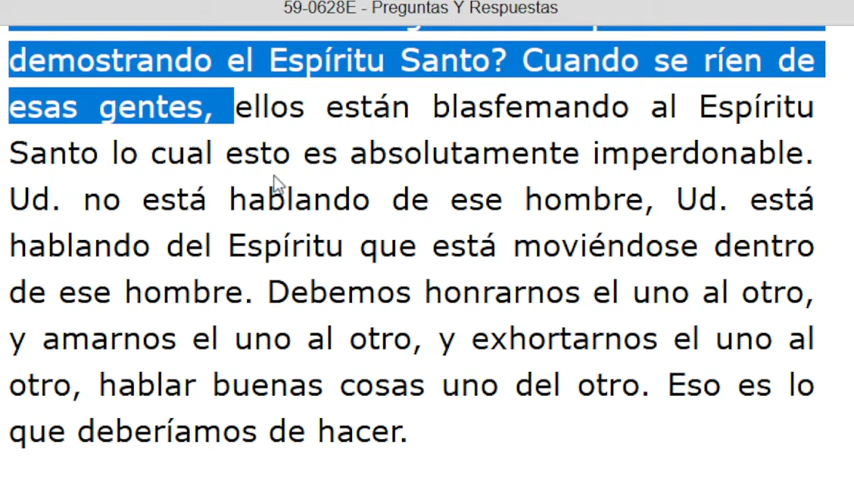 59-0628E - Preguntas Y Respuestas
demostrando el Espíritu Santo? Cuando se ríen de
esas gentes, ellos están blasfemando al Espíritu
Santo lo cual esto es absolutamente imperdonable.
Ud. no está hablando de ese hombre, Ud. está
hablando del Espíritu que está moviéndose dentro
de ese hombre. Debemos honrarnos el uno al otro,
y amarnos el uno al otro, y exhortarnos el uno al
otro, hablar buenas cosas uno del otro. Eso es lo
que deberíamos de hacer.